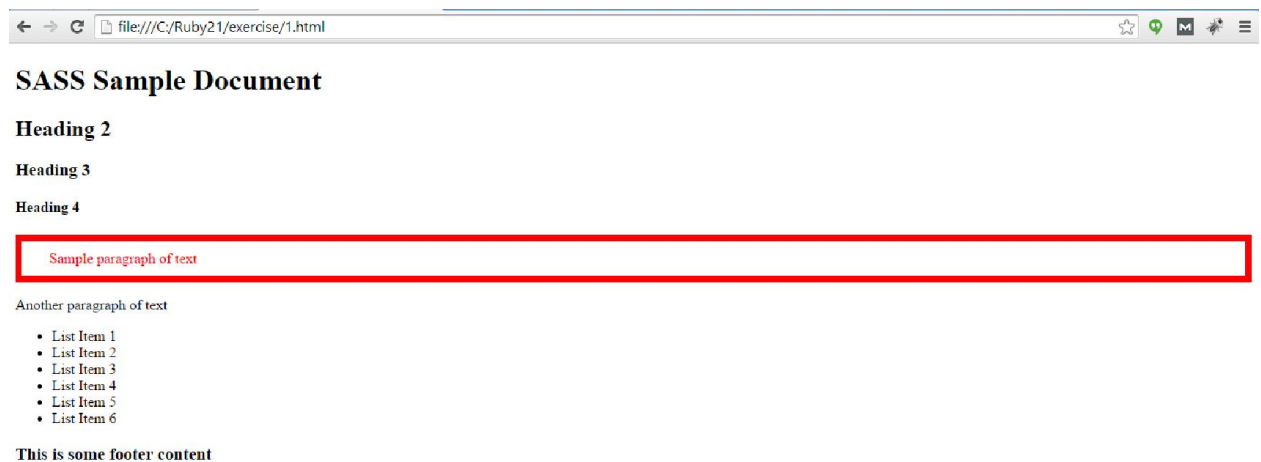 file:///C:/Ruby21/exercise/1.html
SASS Sample Document
Heading 2
Heading 3
Heading 4
Sample paragraph of text
Another paragraph of text
• List Item 1
• List Item 2
• List Item 3
• List Item 4
• List Item 5
• List Item 6
This is some footer content